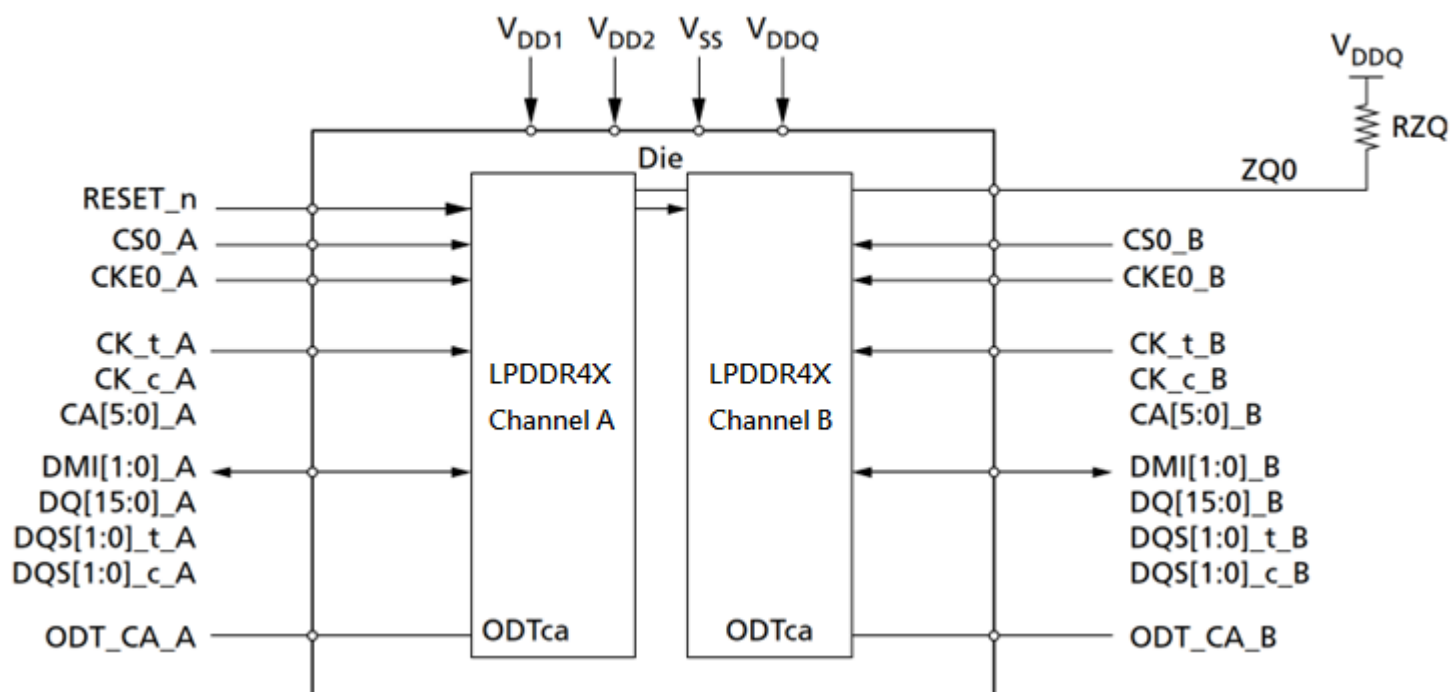 VDD1 VDD2 VSS VDDQ
VDDQ
RZQ
Die
ZQ0
RESET_n
CS0_A
CKE0_A
CK_t_A
CK_c_A
CA[5:0]_A
DMI[1:0]_A
DQ[15:0]_A
DQS[1:0]_t_A
DQS[1:0]_c_A
ODT_CA_A
LPDDR4X
Channel A
ODTca
LPDDR4X
Channel B
ODTca
CS0_B
CKE0_B
CK_t_B
CK_c_B
CA[5:0]_B
DMI[1:0]_B
DQ[15:0]_B
DQS[1:0]_t_B
DQS[1:0]_c_B
ODT_CA_B